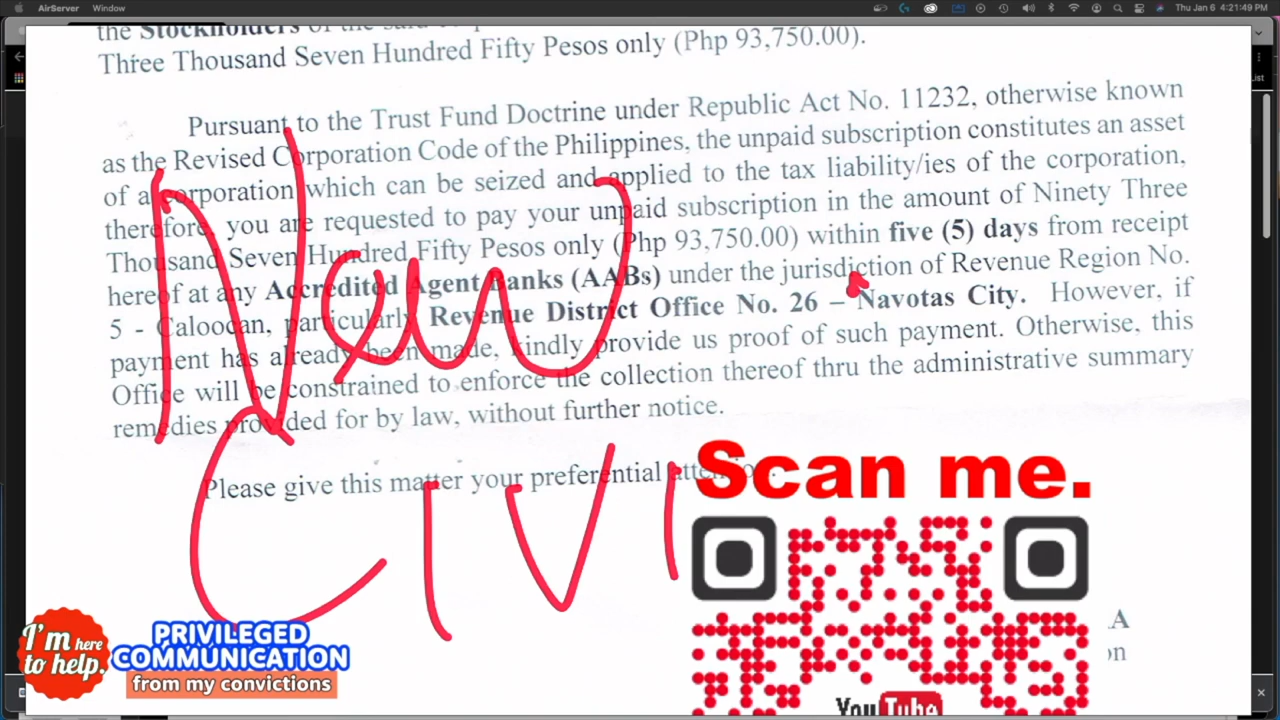 AirServer Window Thu Jan 6 4:21:49 PM
the Stockholders of the said
Three Thousand Seven Hundred Fifty Pesos only (Php 93,750.00).
Pursuant to the Trust Fund Doctrine under Republic Act No. 11232, otherwise known
as the Revised Corporation Code of the Philippines, the unpaid subscription constitutes an asset
of a corporation which can be seized and applied to the tax liability/ies of the corporation,
therefore, you are requested to pay your unpaid subscription in the amount of Ninety Three
Thousand Seven Hundred Fifty Pesos only (Php 93,750.00) within five (5) days from receipt
hereof at any Accredited Agent Banks (AABs) under the jurisdiction of Revenue Region No.
5 - Caloocan, particularly Revenue District Office No. 26 – Navotas City. However, if
payment has already been made, kindly provide us proof of such payment. Otherwise, this
Office will be constrained to enforce the collection thereof thru the administrative summary
remedies provided for by law, without further notice.
Please give this matter your preferential attention.
New
CIVI
Scan me.
YouTube
I'm here
to help.
PRIVILEGED
COMMUNICATION
from my convictions